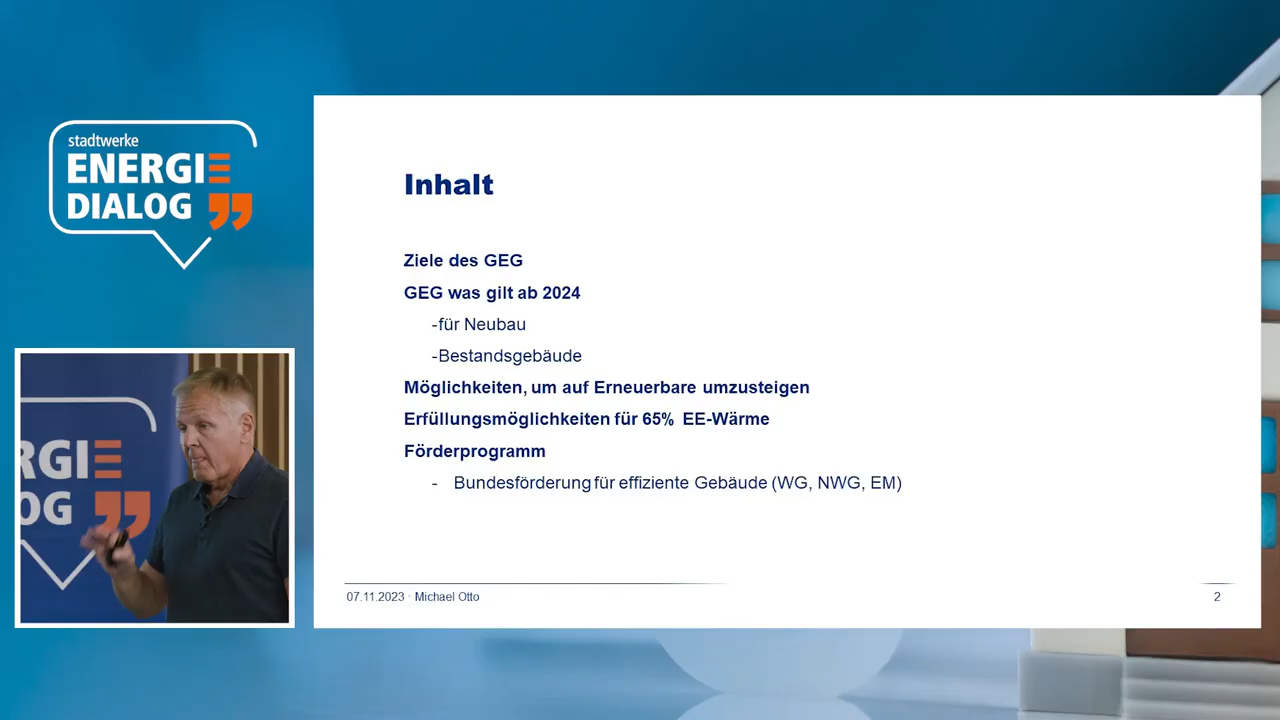 stadtwerke
ENERGIE
DIALOG
RGIE
OG
Inhalt
Ziele des GEG
GEG was gilt ab 2024
-für Neubau
-Bestandsgebäude
Möglichkeiten, um auf Erneuerbare umzusteigen
Erfüllungsmöglichkeiten für 65% EE-Wärme
Förderprogramm
- Bundesförderung für effiziente Gebäude (WG, NWG, EM)
07.11.2023 · Michael Otto
2